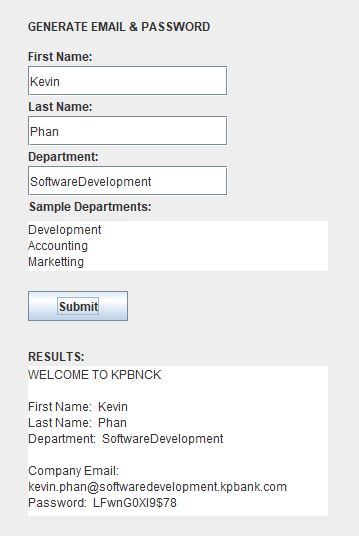 GENERATE EMAIL & PASSWORD
First Name:
Kevin
Last Name:
Phan
Department:
SoftwareDevelopment
Sample Departments:
Development
Accounting
Marketting
Submit
RESULTS:
WELCOME TO KPBNCK
First Name:  Kevin
Last Name:  Phan
Department:  SoftwareDevelopment
Company Email:
kevin.phan@softwaredevelopment.kpbank.com
Password:  LFwnG0XI9$78